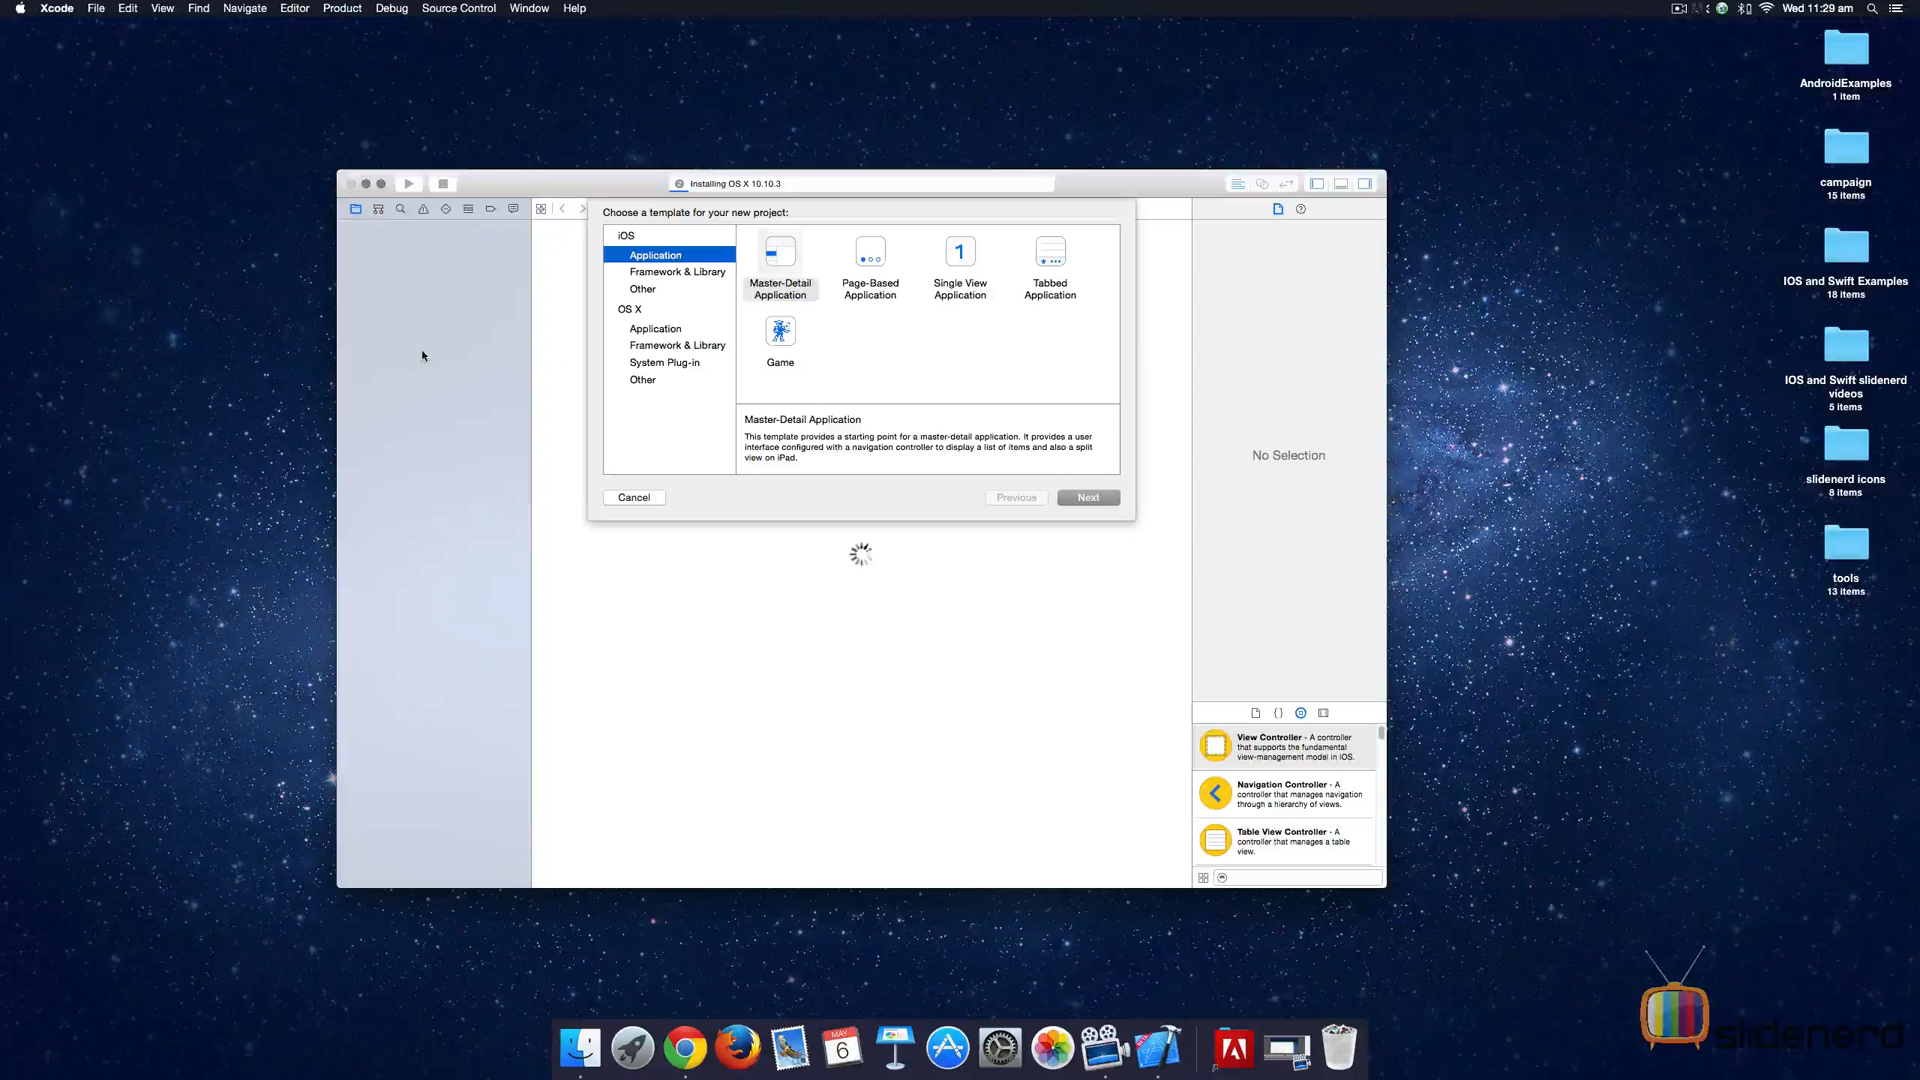 Xcode File Edit View Find Navigate Editor Product Debug Source Control Window Help
Wed 11:29 am
AndroidExamples
1 item
campaign
15 items
IOS and Swift Examples
18 items
IOS and Swift slidenerd
videos
5 items
slidenerd icons
8 items
tools
13 items
2 Installing OS X 10.10.3
Choose a template for your new project:
iOS
Application
Framework & Library
Other
OS X
Application
Framework & Library
System Plug-in
Other
Master-Detail
Application
Page-Based
Application
1
Single View
Application
Tabbed
Application
Game
Master-Detail Application
This template provides a starting point for a master-detail application. It provides a user
interface configured with a navigation controller to display a list of items and also a split
view on iPad.
Cancel
Previous
Next
No Selection
{}
View Controller - A controller
that supports the fundamental
view-management model in iOS.
Navigation Controller - A
controller that manages navigation
through a hierarchy of views.
Table View Controller - A
controller that manages a table
view.
MAY
6
slidenerd